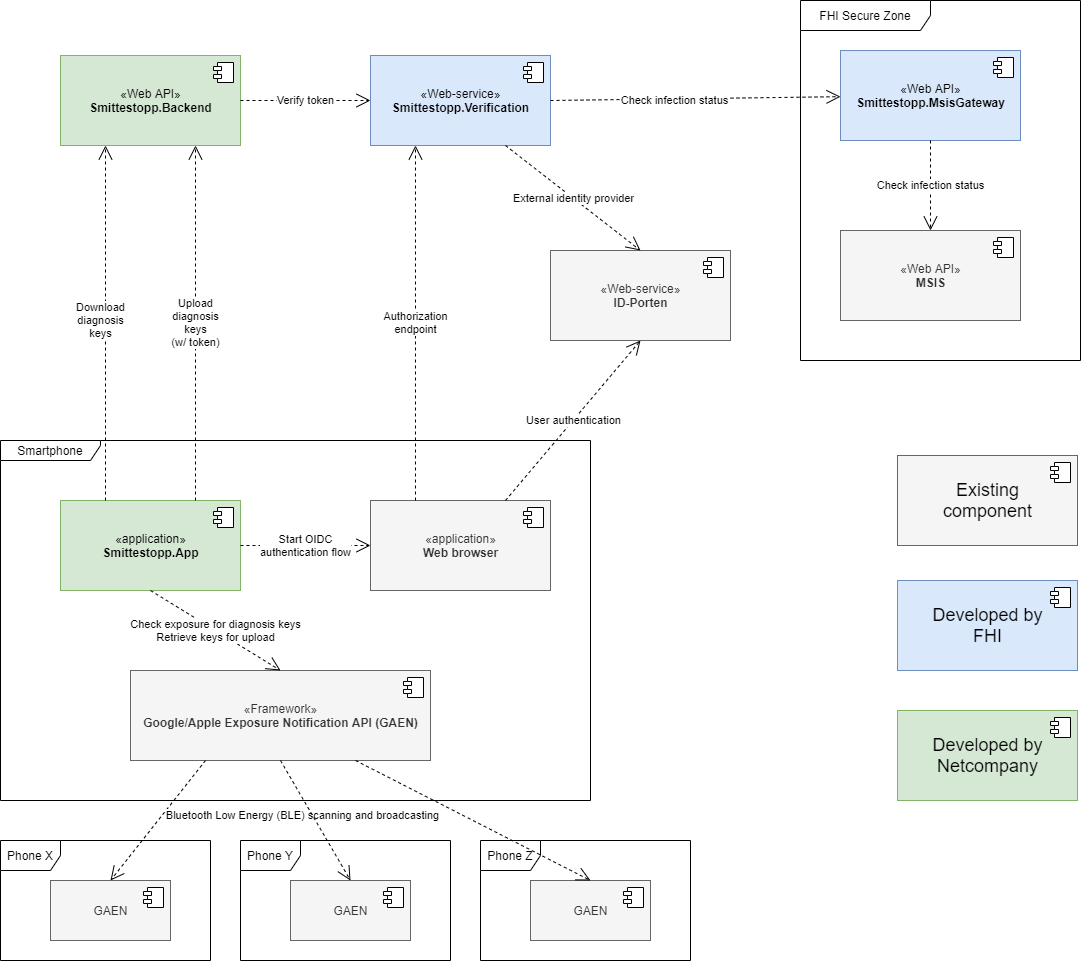 FHI Secure Zone
«Web API»
Smittestopp.Backend
Verify token
«Web-service»
Smittestopp.Verification
Check infection status
«Web API»
Smittestopp.MsisGateway
Check infection status
External identity provider
«Web API»
MSIS
«Web-service»
ID-Porten
Download
diagnosis
keys
Upload
diagnosis
keys
(w/ token)
Authorization
endpoint
User authentication
Smartphone
«application»
Smittestopp.App
Start OIDC
authentication flow
«application»
Web browser
Check exposure for diagnosis keys
Retrieve keys for upload
«Framework»
Google/Apple Exposure Notification API (GAEN)
Bluetooth Low Energy (BLE) scanning and broadcasting
Phone X
GAEN
Phone Y
GAEN
Phone Z
GAEN
Existing
component
Developed by
FHI
Developed by
Netcompany